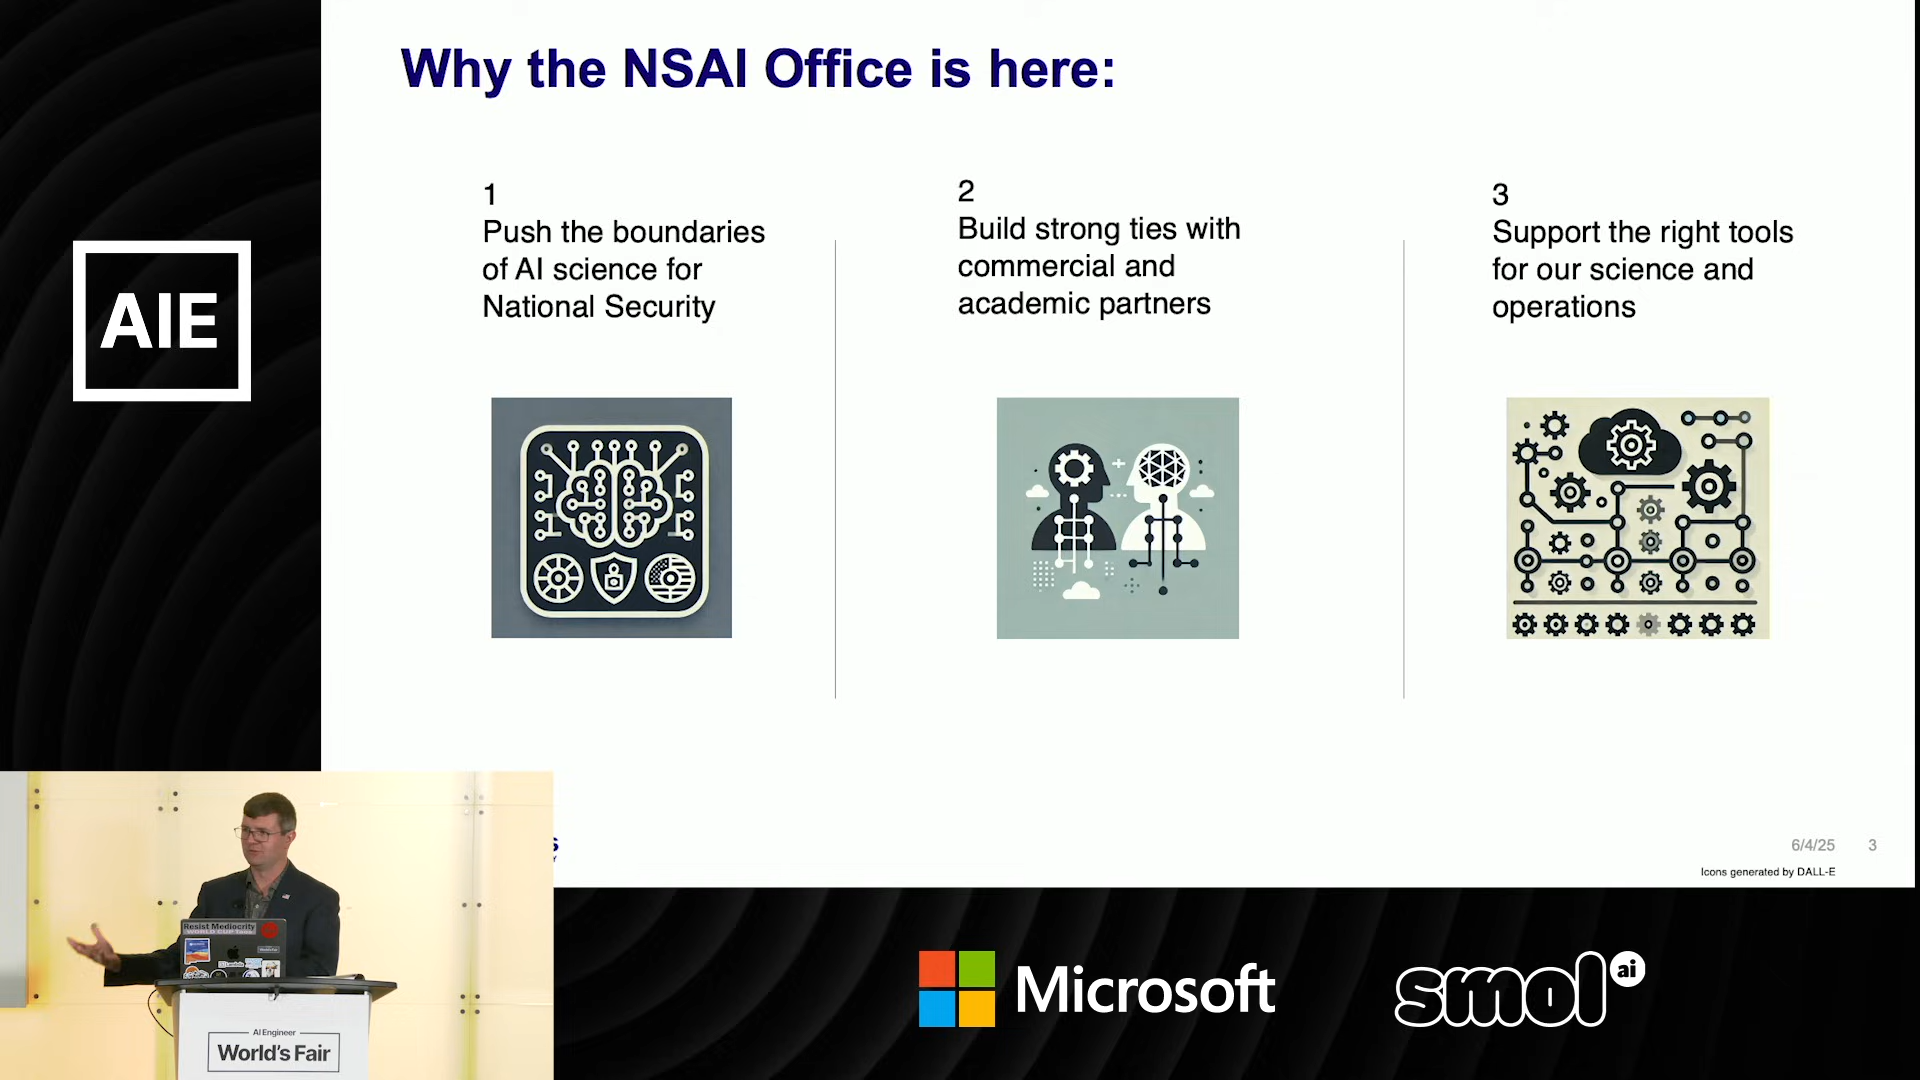 Why the NSAI Office is here:
1
Push the boundaries
of AI science for
National Security
2
Build strong ties with
commercial and
academic partners
3
Support the right tools
for our science and
operations
AIE
6/4/25 3
Icons generated by DALL-E
Resist Mediocrity
AI Engineer
World's Fair
Microsoft
smol ai